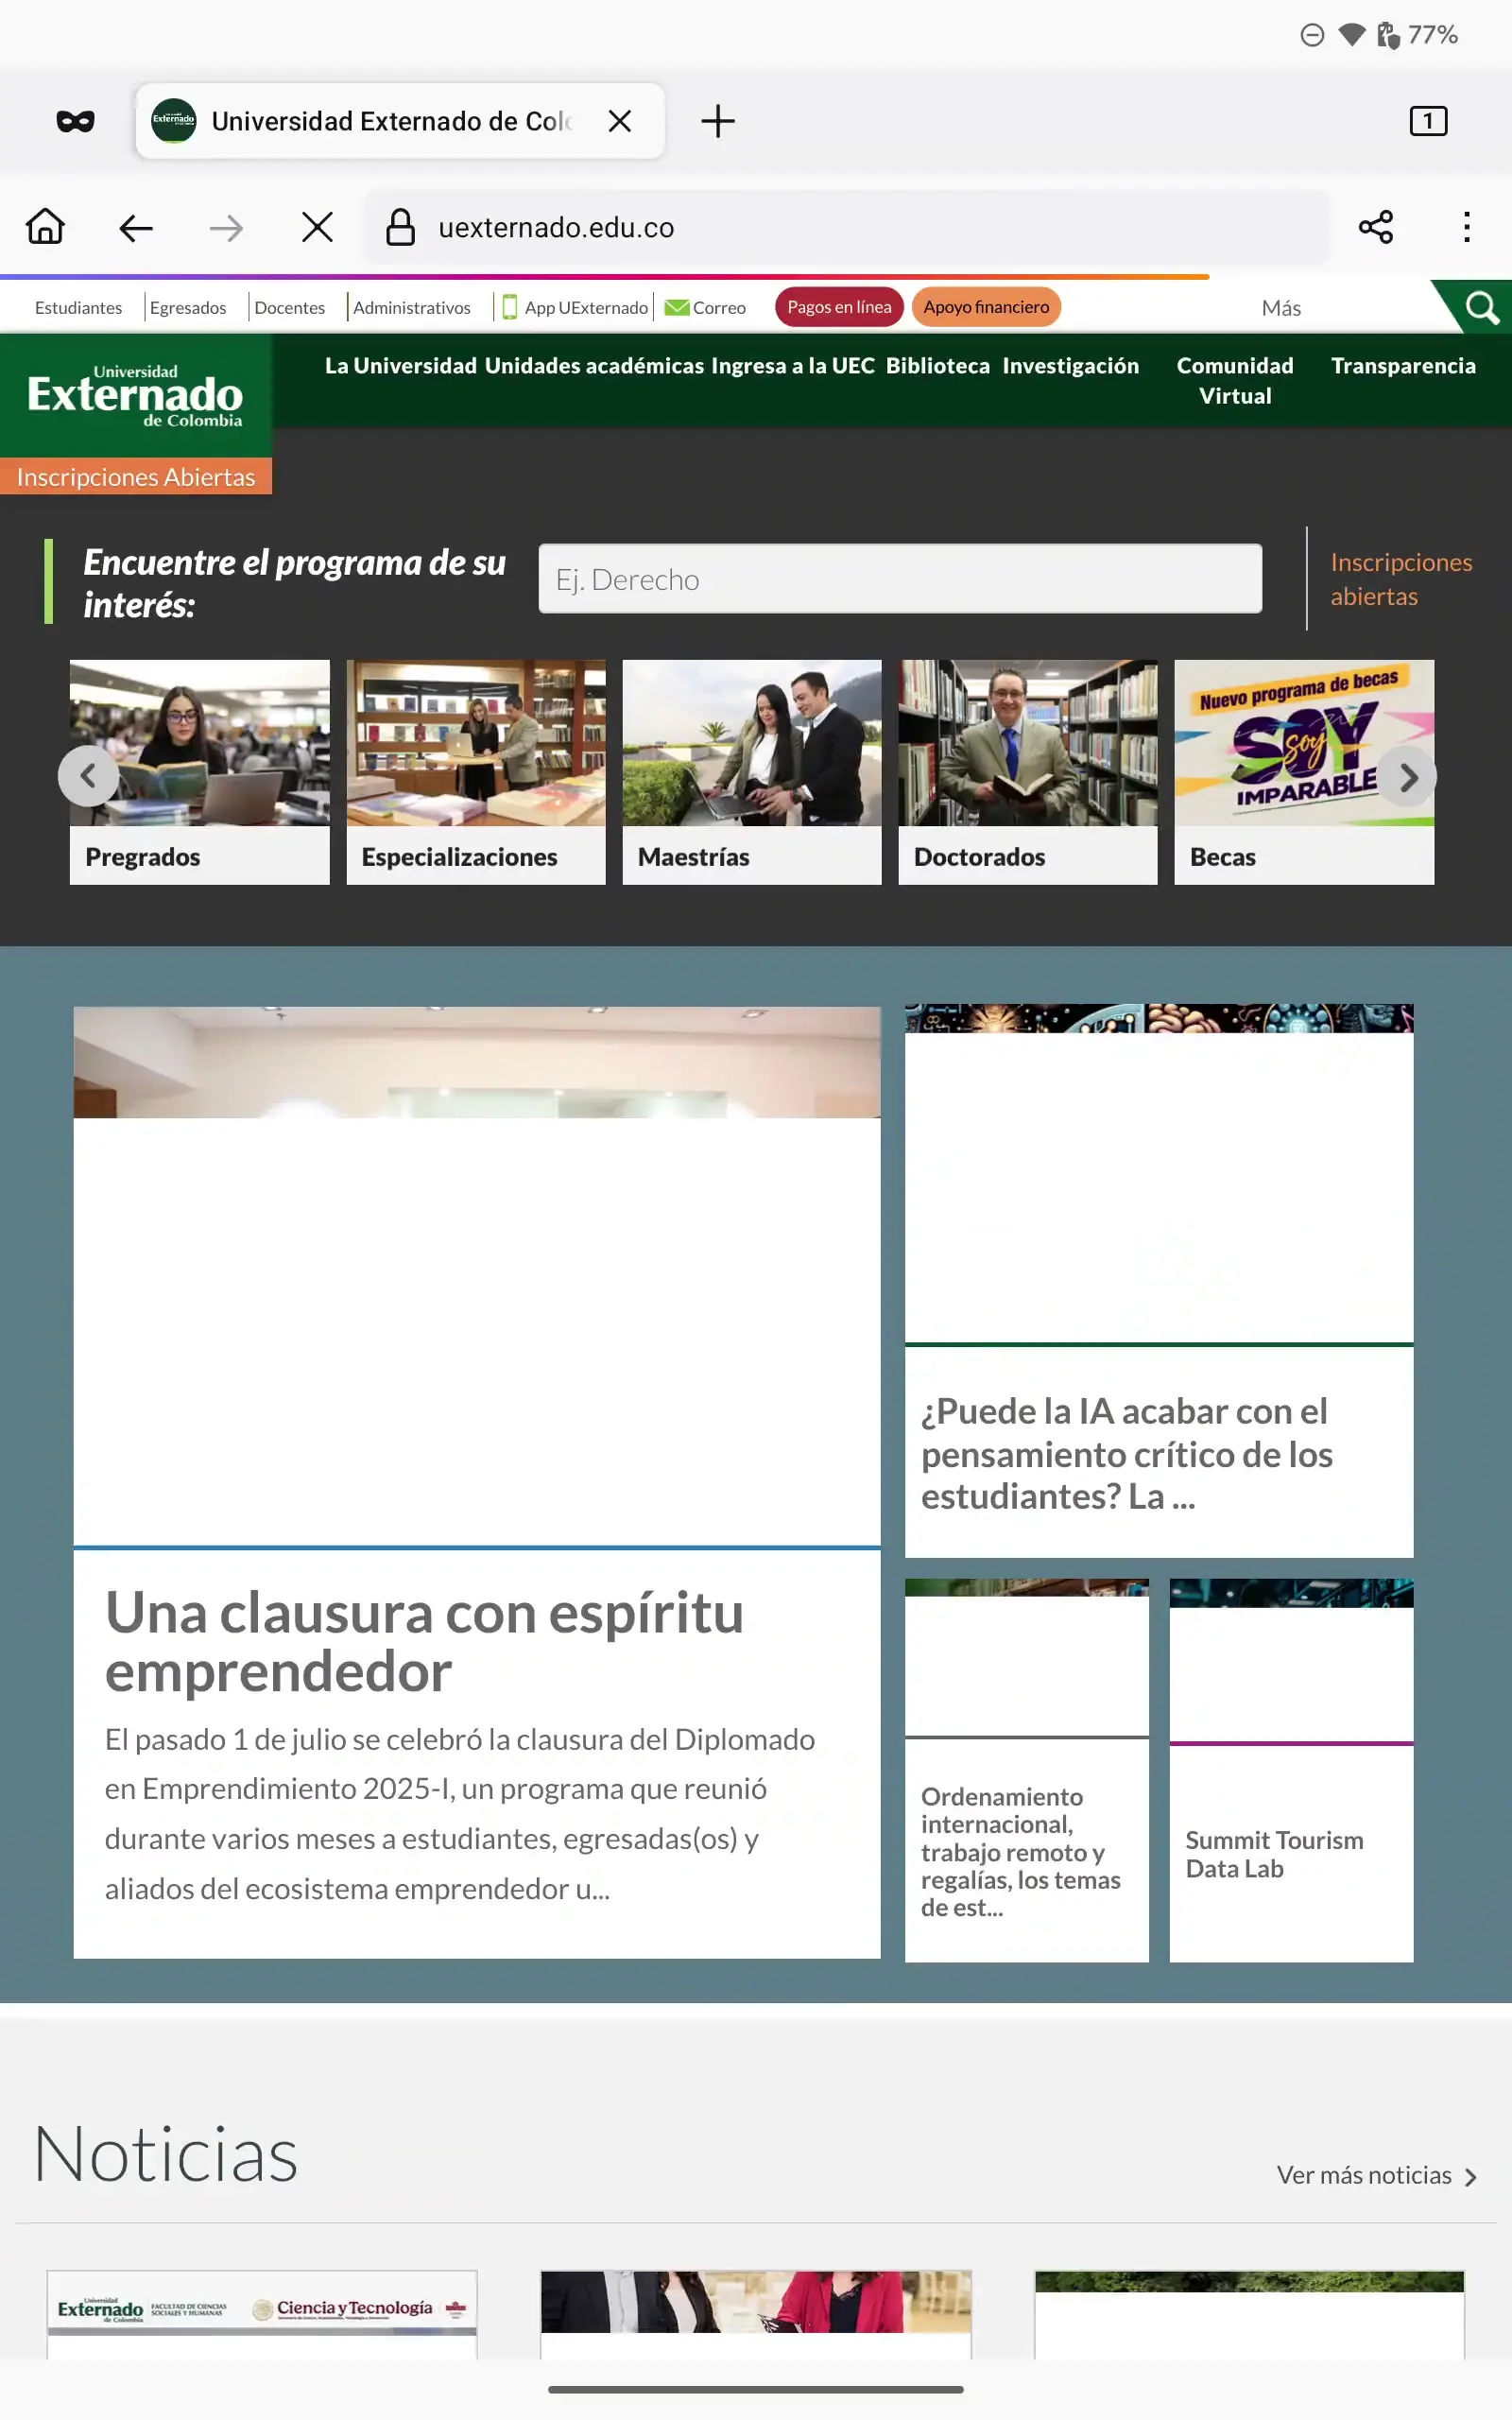 77%
Externado
Universidad Externado de Colo
1
uexternado.edu.co
Estudiantes
Egresados
Docentes
Administrativos
App UExternado
Correo
Pagos en línea
Apoyo financiero
Más
Universidad
Externado
de Colombia
Inscripciones Abiertas
La Universidad
Unidades académicas
Ingresa a la UEC
Biblioteca
Investigación
Comunidad
Virtual
Transparencia
Encuentre el programa de su
interés:
Ej. Derecho
Inscripciones
abiertas
Nuevo programa de becas
SOY
soy
IMPARABLE
Pregrados
Especializaciones
Maestrías
Doctorados
Becas
Una clausura con espíritu
emprendedor
El pasado 1 de julio se celebró la clausura del Diplomado
en Emprendimiento 2025-I, un programa que reunió
durante varios meses a estudiantes, egresadas(os) y
aliados del ecosistema emprendedor u...
¿Puede la IA acabar con el
pensamiento crítico de los
estudiantes? La ...
Ordenamiento
internacional,
trabajo remoto y
regalías, los temas
de est...
Summit Tourism
Data Lab
Noticias
Ver más noticias
Universidad
Externado
de Colombia
FACULTAD DE CIENCIAS
SOCIALES Y HUMANAS
Ciencia y Tecnología